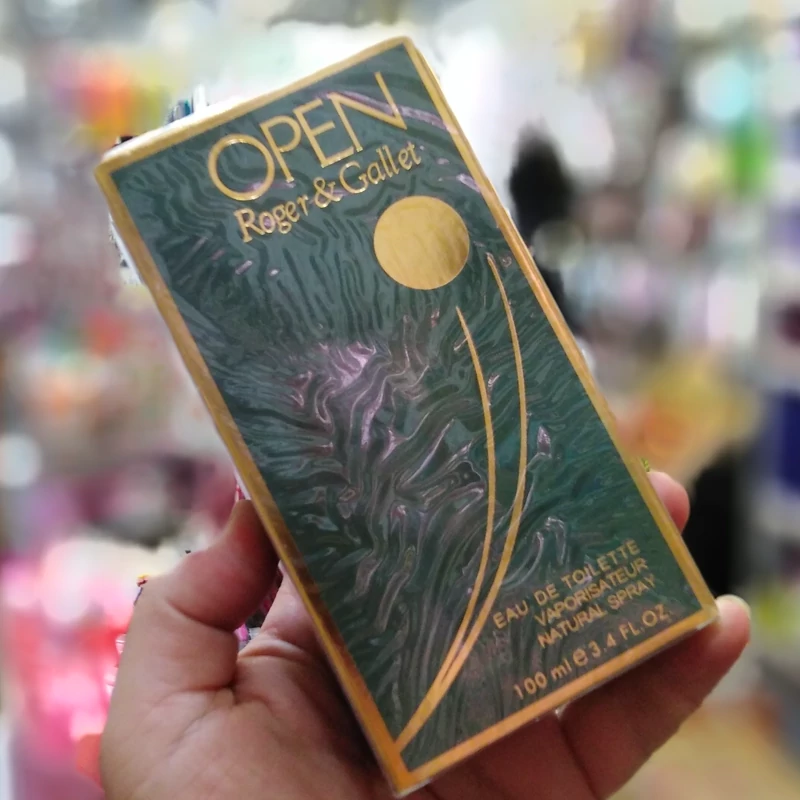 OPEN
Roger & Gallet
EAU DE TOILETTE
VAPORISATEUR
NATURAL SPRAY
100 ml e 3.4 FL.OZ.